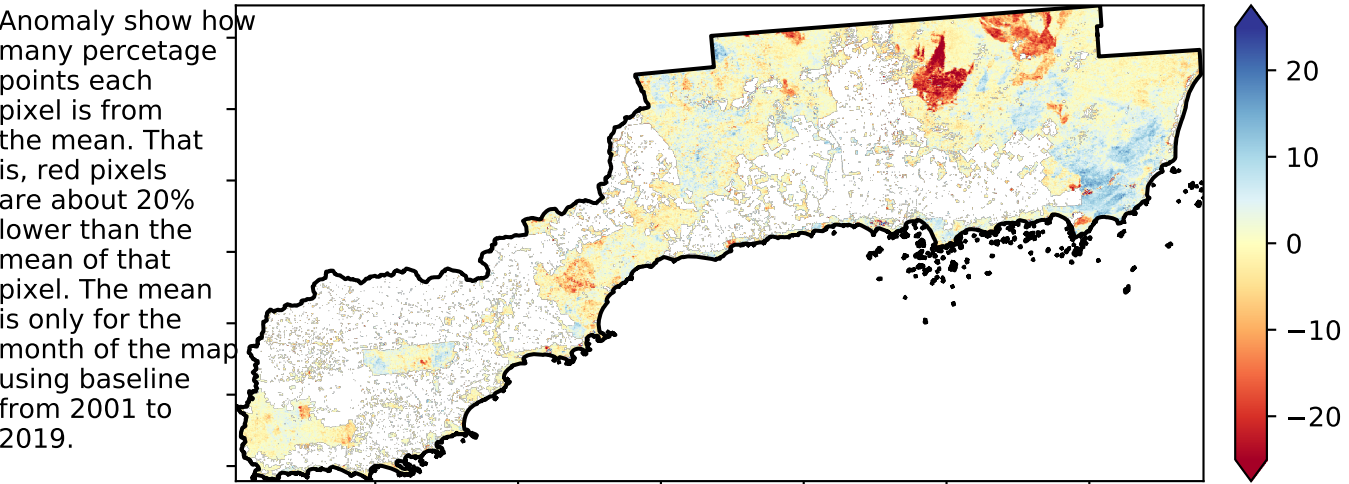 Anomaly show how
many percetage
points each
pixel is from
the mean. That
is, red pixels
are about 20%
lower than the
mean of that
pixel. The mean
is only for the
month of the map
using baseline
from 2001 to
2019.
20
10
0
−10
−20